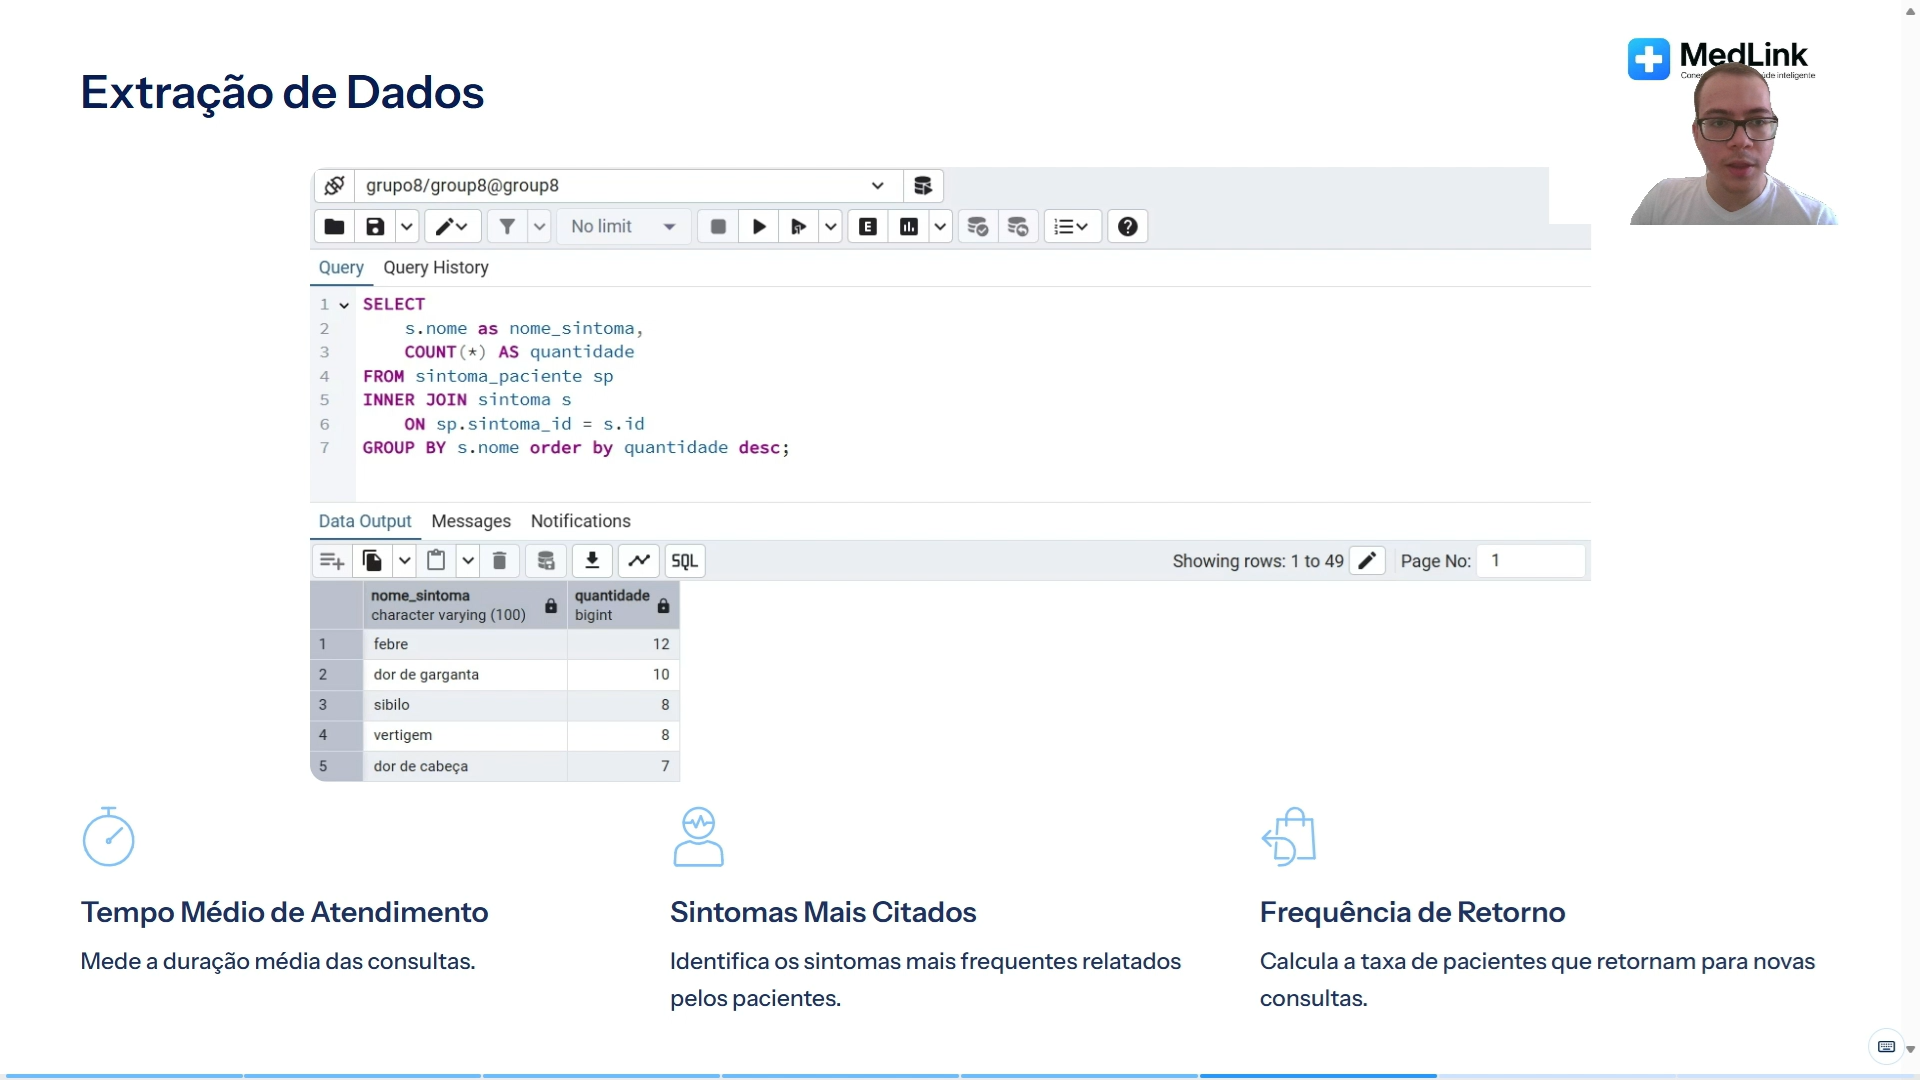 MedLink
Extração de Dados
grupo8/group8@group8
No limit
Query Query History
1 SELECT
2 s.nome as nome_sintoma,
3 COUNT(*) AS quantidade
4 FROM sintoma_paciente sp
5 INNER JOIN sintoma s
6 ON sp.sintoma_id = s.id
7 GROUP BY s.nome order by quantidade desc;
Data Output Messages Notifications
SQL Showing rows: 1 to 49 Page No: 1
nome_sintoma quantidade
character varying (100) bigint
1 febre 12
2 dor de garganta 10
3 sibilo 8
4 vertigem 8
5 dor de cabeça 7
Tempo Médio de Atendimento
Mede a duração média das consultas.
Sintomas Mais Citados
Identifica os sintomas mais frequentes relatados
pelos pacientes.
Frequência de Retorno
Calcula a taxa de pacientes que retornam para novas
consultas.